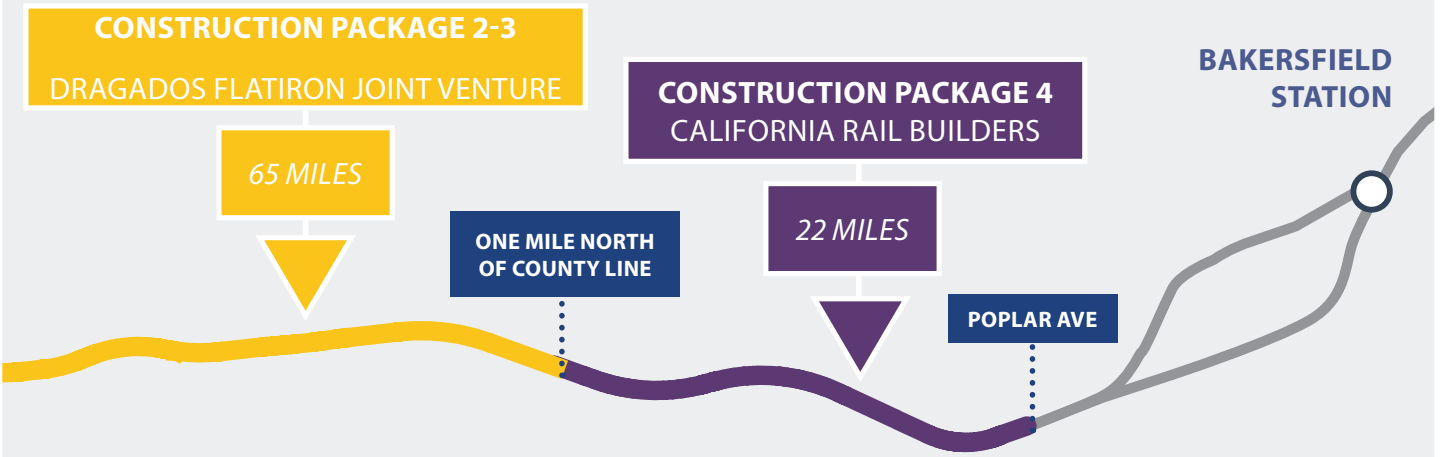 CONSTRUCTION PACKAGE 2-3
DRAGADOS FLATIRON JOINT VENTURE
65 MILES
ONE MILE NORTH
OF COUNTY LINE
CONSTRUCTION PACKAGE 4
CALIFORNIA RAIL BUILDERS
22 MILES
POPLAR AVE
BAKERSFIELD
STATION